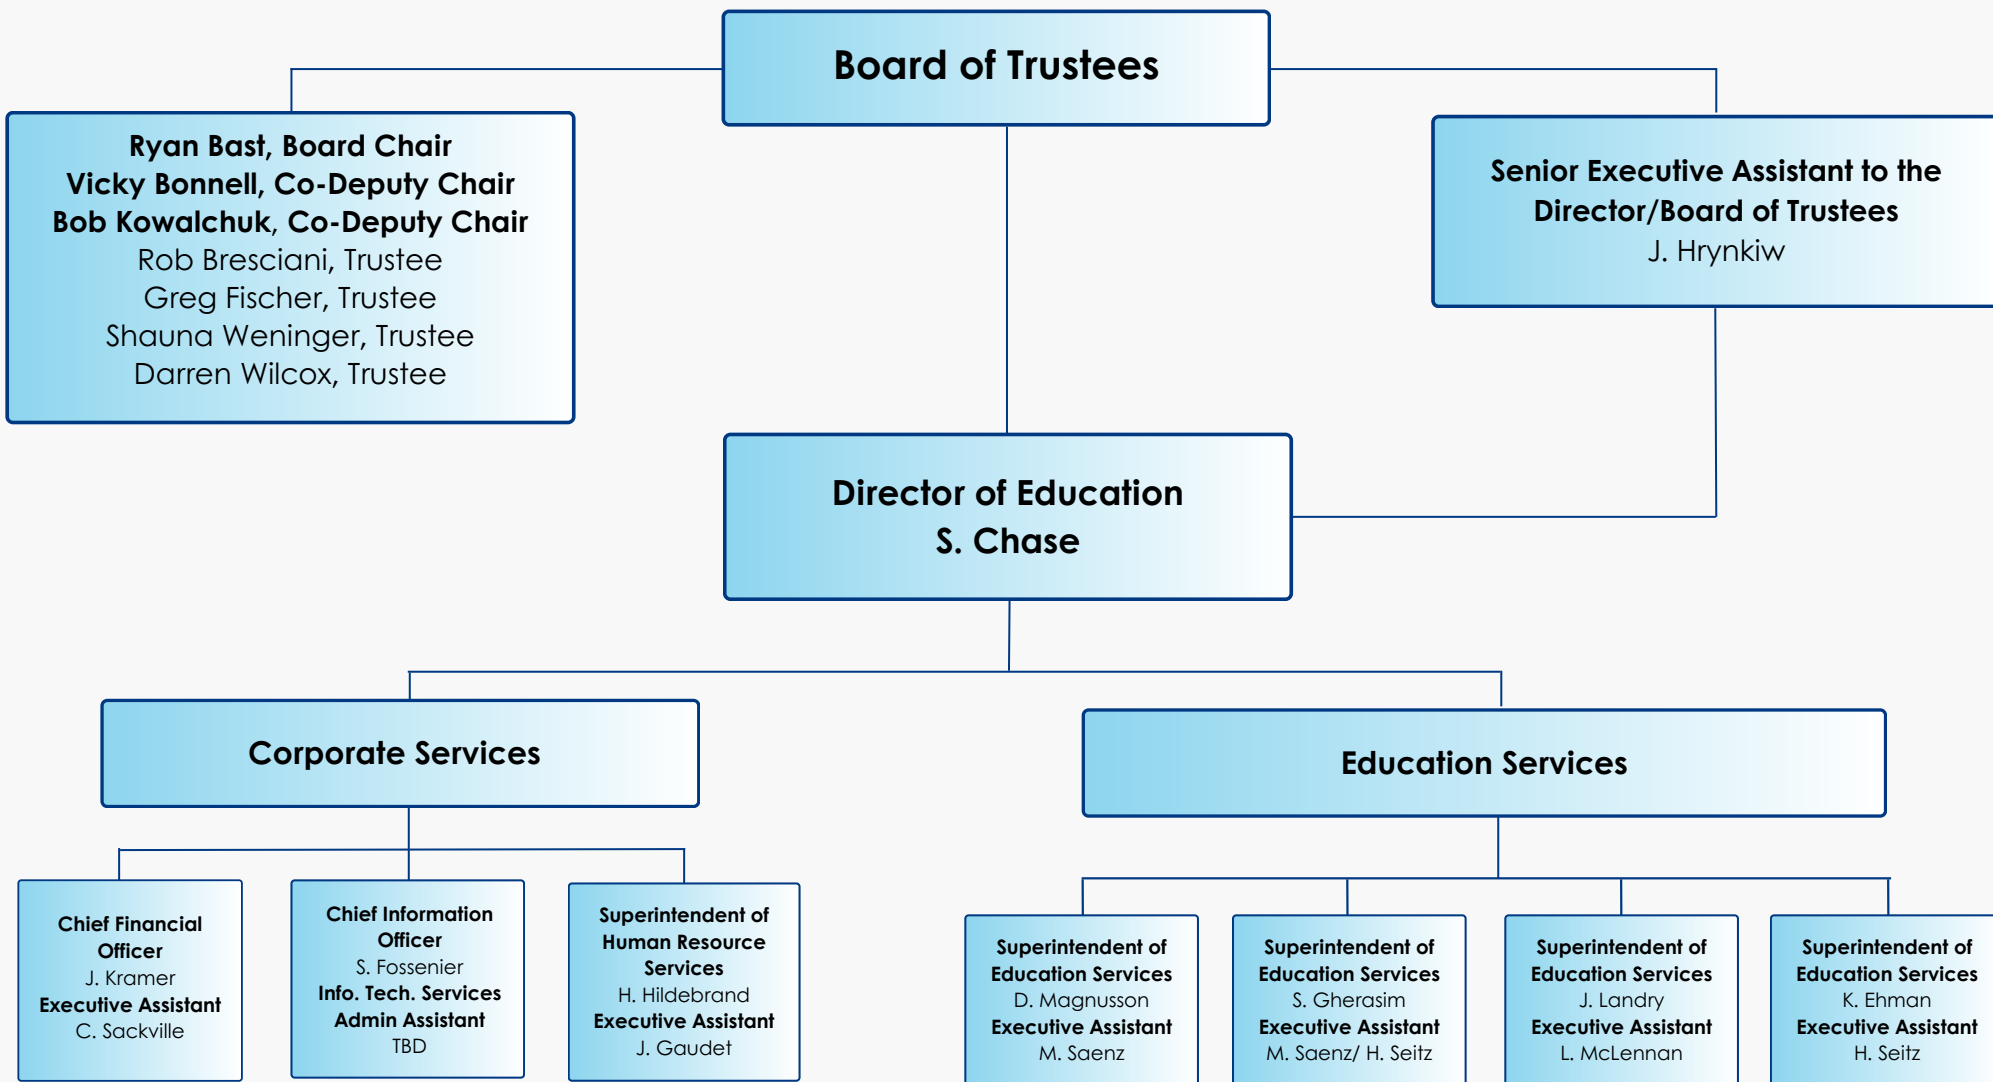 Board of Trustees
Ryan Bast, Board Chair
Vicky Bonnell, Co-Deputy Chair
Bob Kowalchuk, Co-Deputy Chair
Rob Bresciani, Trustee
Greg Fischer, Trustee
Shauna Weninger, Trustee
Darren Wilcox, Trustee
Senior Executive Assistant to the
Director/Board of Trustees
J. Hrynkiw
Director of Education
S. Chase
Corporate Services
Education Services
Chief Financial
Officer
J. Kramer
Executive Assistant
C. Sackville
Chief Information
Officer
S. Fossenier
Info. Tech. Services
Admin Assistant
TBD
Superintendent of
Human Resource
Services
H. Hildebrand
Executive Assistant
J. Gaudet
Superintendent of
Education Services
D. Magnusson
Executive Assistant
M. Saenz
Superintendent of
Education Services
S. Gherasim
Executive Assistant
M. Saenz/ H. Seitz
Superintendent of
Education Services
J. Landry
Executive Assistant
L. McLennan
Superintendent of
Education Services
K. Ehman
Executive Assistant
H. Seitz